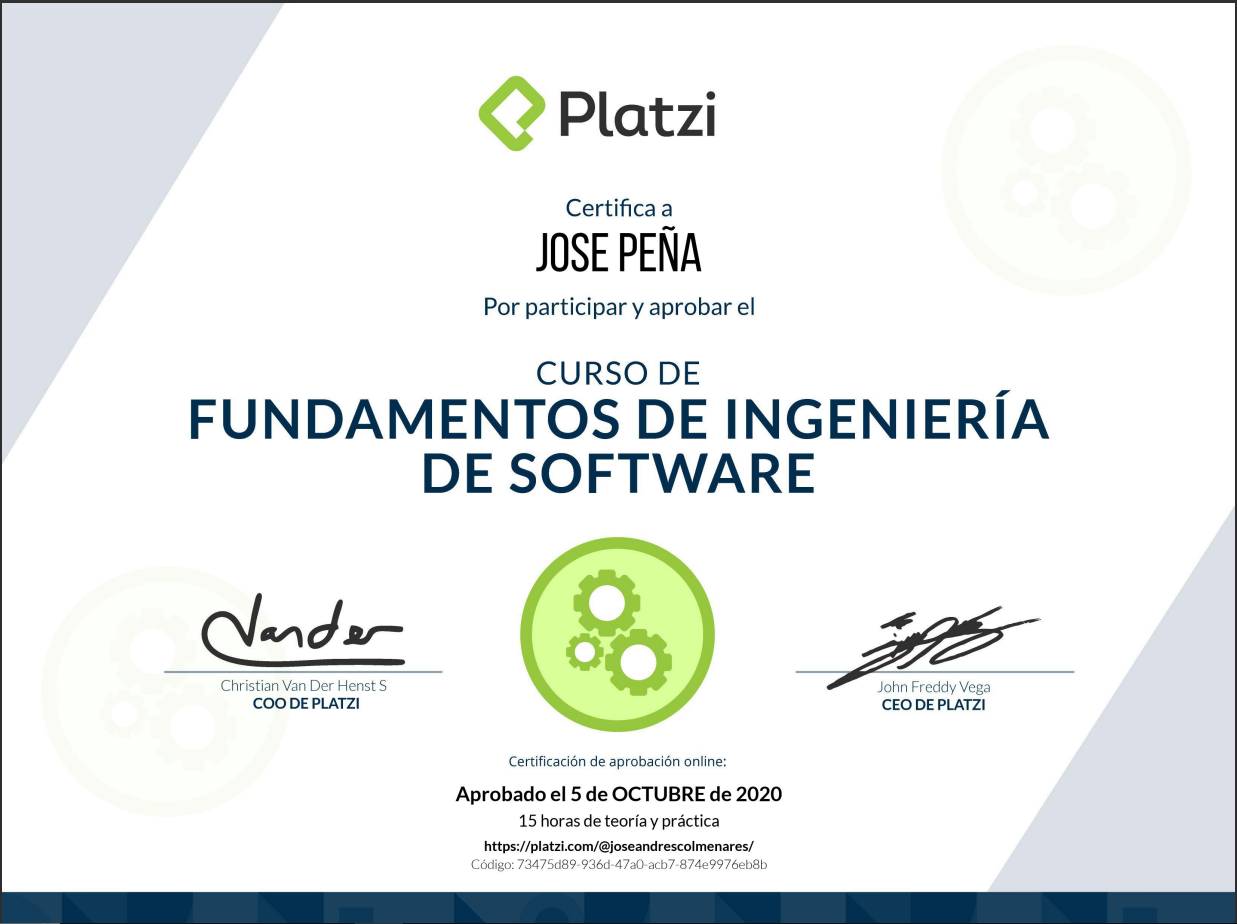 Platzi
Certifica a
JOSE PEÑA
Por participar y aprobar el
CURSO DE
FUNDAMENTOS DE INGENIERÍA
DE SOFTWARE
Vander
Christian Van Der Henst S
COO DE PLATZI
John Freddy Vega
CEO DE PLATZI
Certificación de aprobación online:
Aprobado el 5 de OCTUBRE de 2020
15 horas de teoría y práctica
https://platzi.com/@joseandrescolmenares/
Código: 73475d89-936d-47a0-acb7-874e9976eb8b